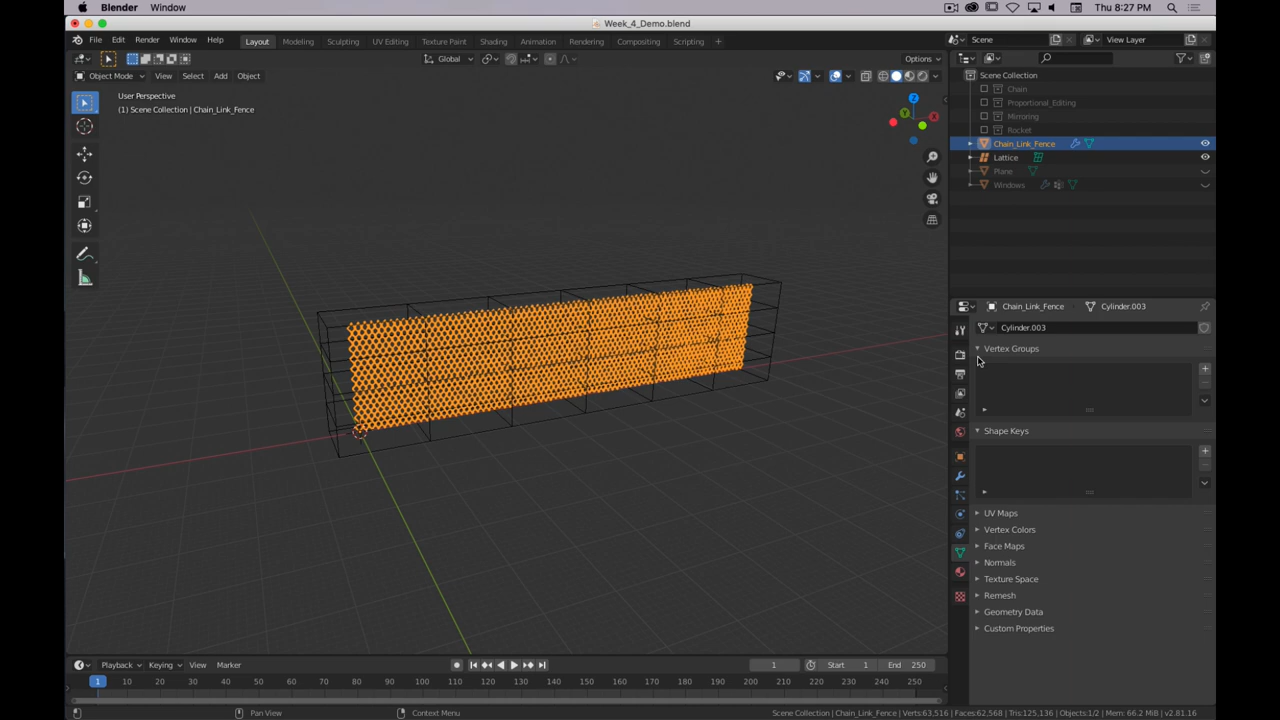 Blender Window Thu 8:27 PM
Week_4_Demo.blend
File Edit Render Window Help Layout Modeling Sculpting UV Editing Texture Paint Shading Animation Rendering Compositing Scripting + Scene View Layer
Global Options
Object Mode View Select Add Object Scene Collection
User Perspective
(1) Scene Collection | Chain_Link_Fence
Chain
Proportional_Editing
Mirroring
Rocket
Chain_Link_Fence
Lattice
Plane
Windows
Z
Y X
Chain_Link_Fence Cylinder.003
Cylinder.003
Vertex Groups
Shape Keys
UV Maps
Vertex Colors
Face Maps
Normals
Texture Space
Remesh
Geometry Data
Custom Properties
Playback Keying View Marker 1 Start 1 End 250
1 10 20 30 40 50 60 70 80 90 100 110 120 130 140 150 160 170 180 190 200 210 220 230 240 250
Pan View Context Menu Scene Collection | Chain_Link_Fence | Verts:63,516 | Faces:62,568 | Tris:125,136 | Objects:1/2 | Mem: 66.2 MiB | v2.81.16